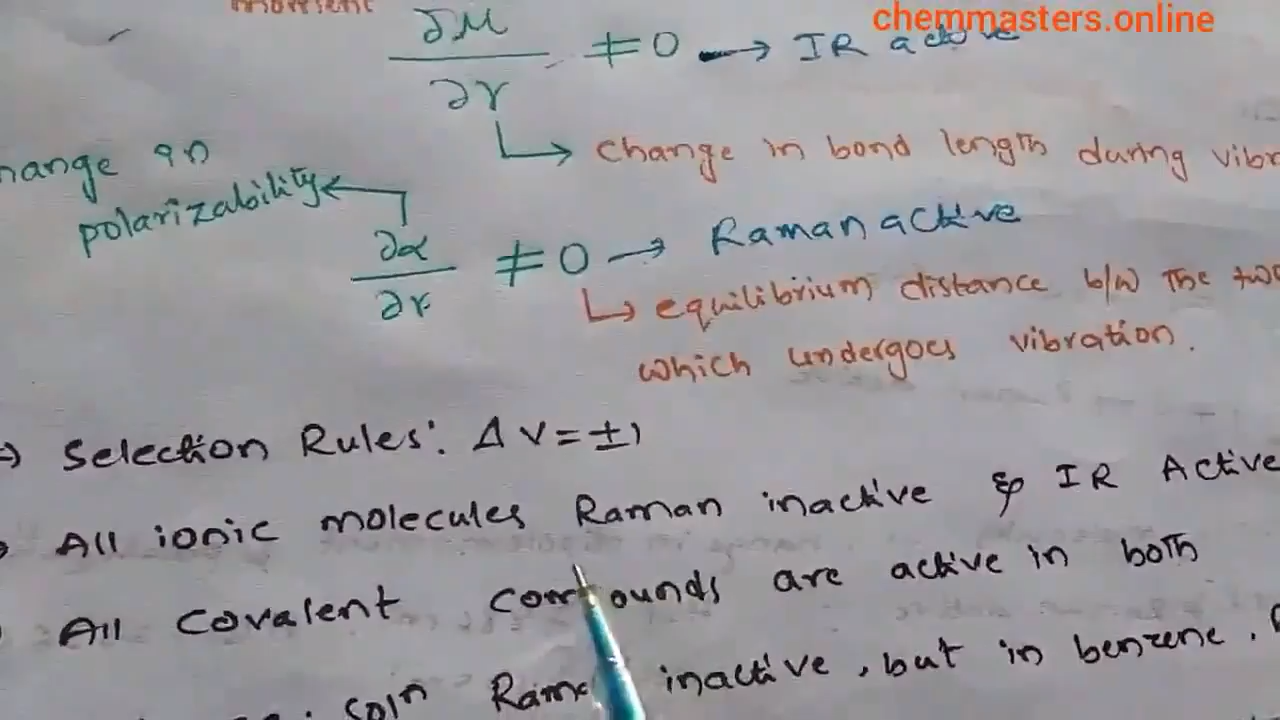 moment
chemmasters.online
∂μ/∂r ≠ 0 → IR active
↳ change in bond length during vibr
hange in
polarizability ←
∂α/∂r ≠ 0 → Raman active
↳ equilibrium distance b/w the two
which undergoes vibration.
→ Selection Rules: Δv = ±1
All ionic molecules Raman inactive & IR Active
All covalent compounds are active in both
soln Rama inactive, but in benzene.